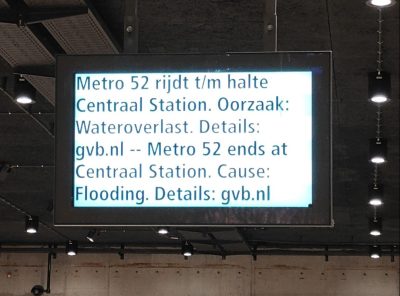 Metro 52 rijdt t/m halte
Centraal Station. Oorzaak:
Wateroverlast. Details:
gvb.nl -- Metro 52 ends at
Centraal Station. Cause:
Flooding. Details: gvb.nl